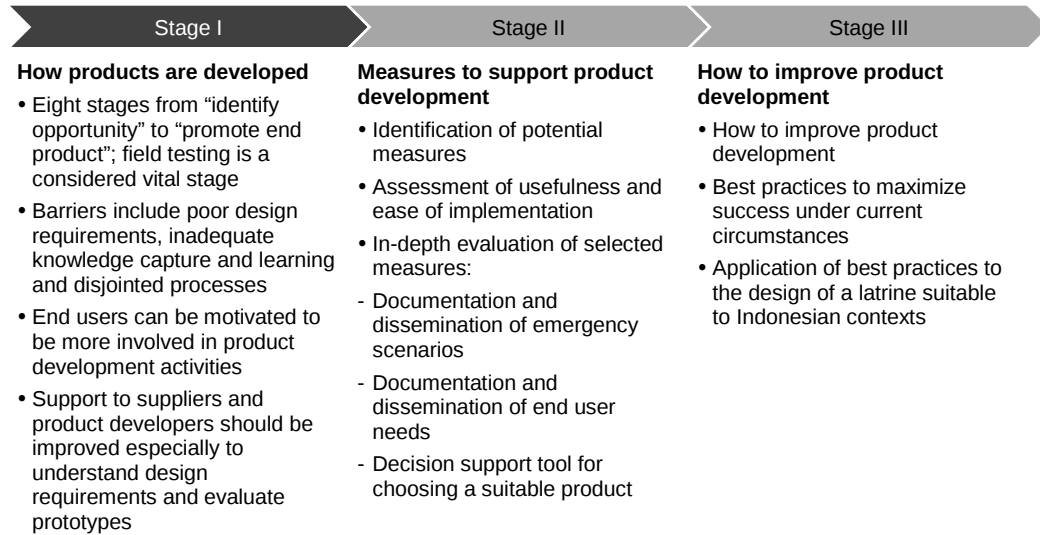 Stage I
Stage II
Stage III
How products are developed
• Eight stages from “identify
opportunity” to “promote end
product”; field testing is a
considered vital stage
• Barriers include poor design
requirements, inadequate
knowledge capture and learning
and disjointed processes
• End users can be motivated to
be more involved in product
development activities
• Support to suppliers and
product developers should be
improved especially to
understand design
requirements and evaluate
prototypes
Measures to support product
development
• Identification of potential
measures
• Assessment of usefulness and
ease of implementation
• In-depth evaluation of selected
measures:
- Documentation and
dissemination of emergency
scenarios
- Documentation and
dissemination of end user
needs
- Decision support tool for
choosing a suitable product
How to improve product
development
• How to improve product
development
• Best practices to maximize
success under current
circumstances
• Application of best practices to
the design of a latrine suitable
to Indonesian contexts